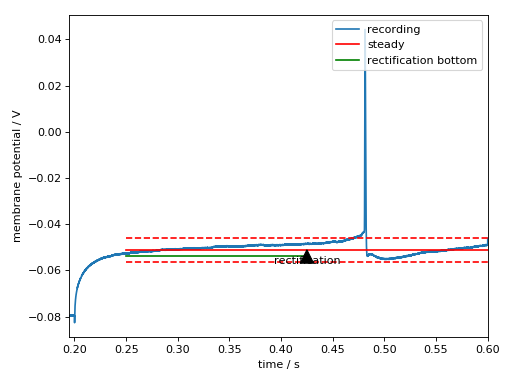 recording
steady
rectification bottom
0.04
0.02
0.00
−0.02
−0.04
−0.06
−0.08
membrane potential / V
rectification
0.20 0.25 0.30 0.35 0.40 0.45 0.50 0.55 0.60
time / s